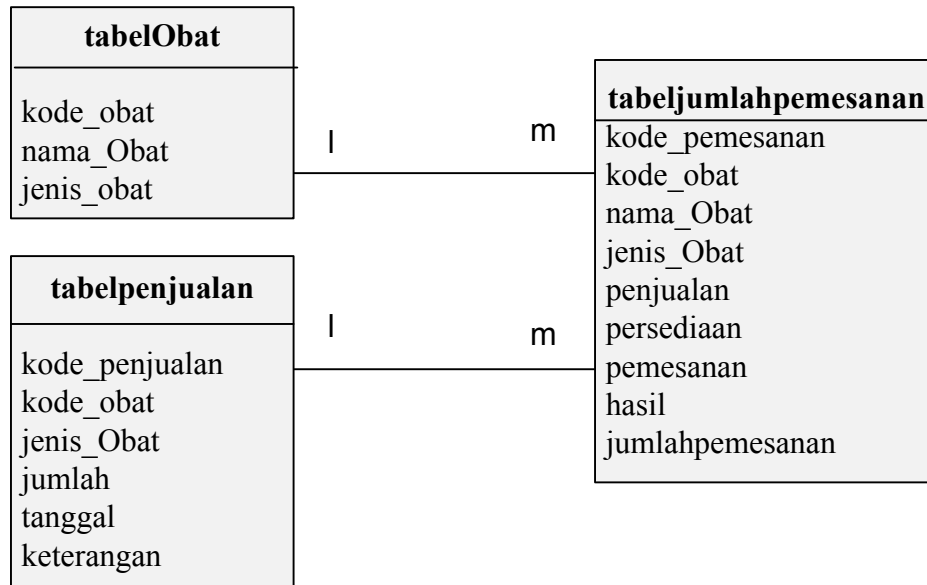 tabelObat
kode_obat
nama_Obat
jenis_obat
l
m
tabelpenjualan
kode_penjualan
kode_obat
jenis_Obat
jumlah
tanggal
keterangan
l
m
tabeljumlahpemesanan
kode_pemesanan
kode_obat
nama_Obat
jenis_Obat
penjualan
persediaan
pemesanan
hasil
jumlahpemesanan